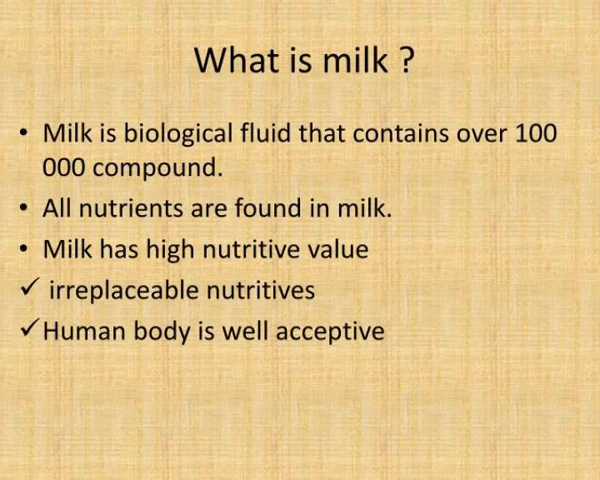 What is milk ?
• Milk is biological fluid that contains over 100
000 compound.
• All nutrients are found in milk.
• Milk has high nutritive value
✓ irreplaceable nutritives
✓Human body is well acceptive